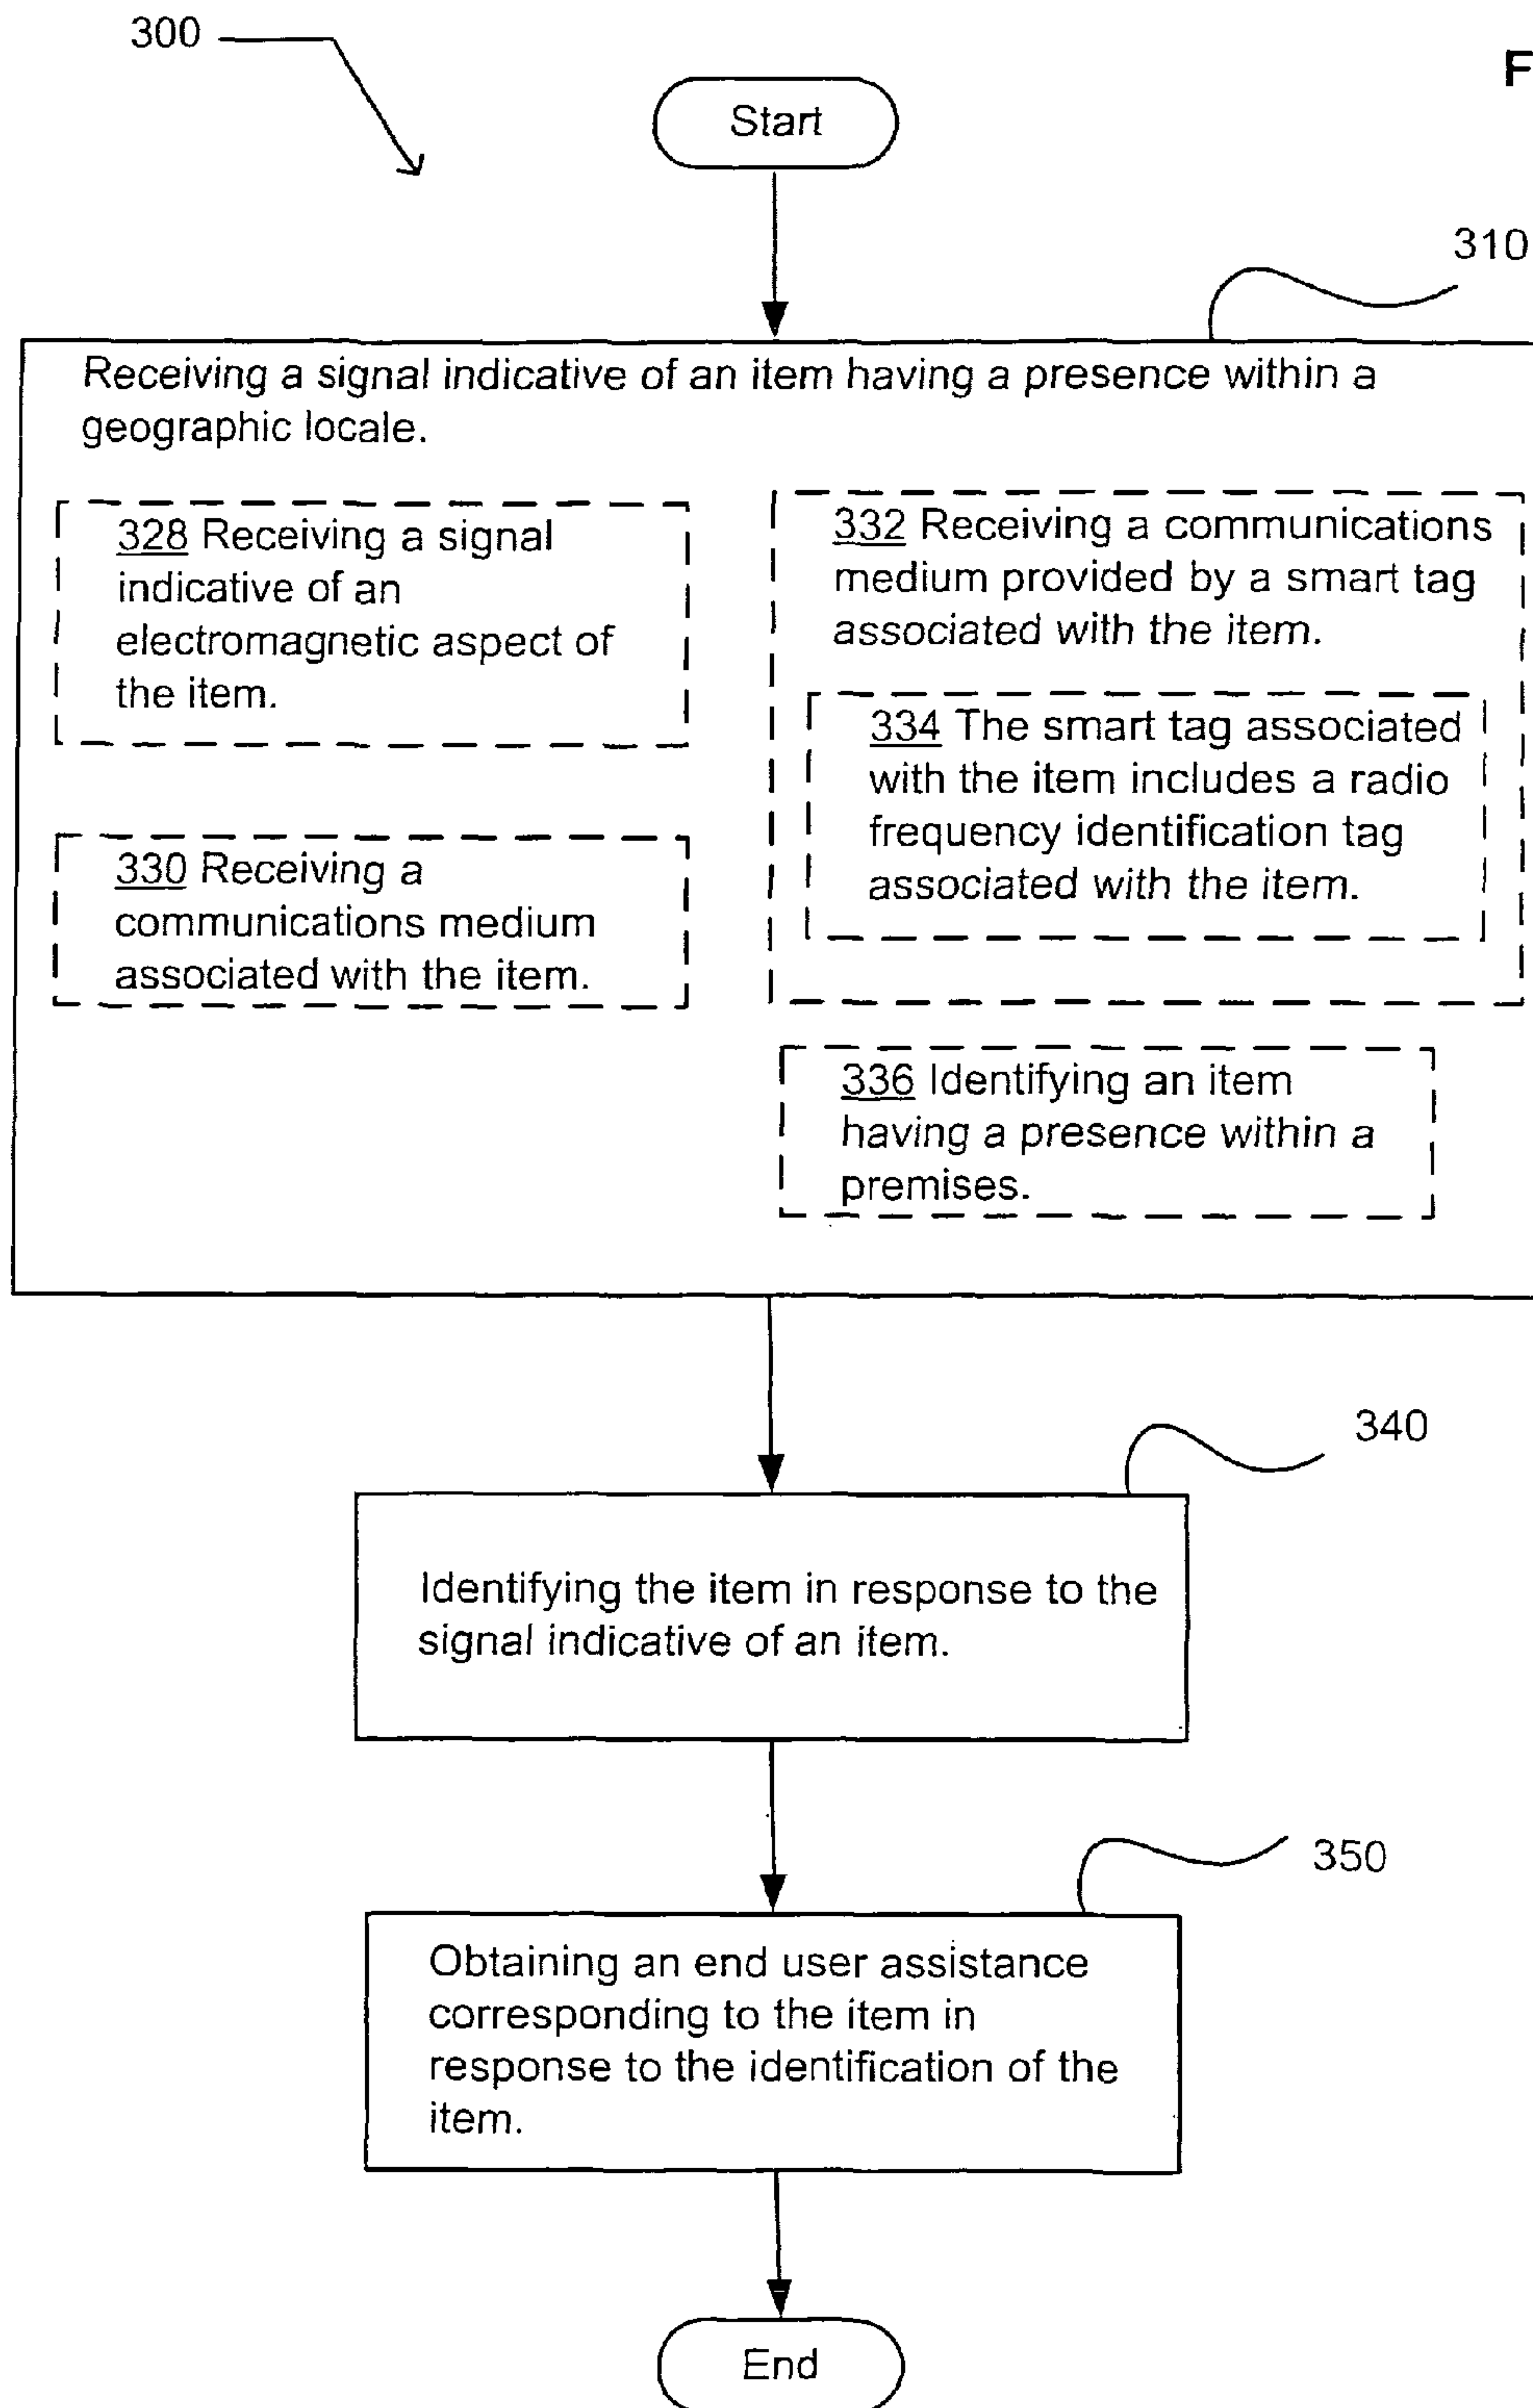 300
F
Start
310
Receiving a signal indicative of an item having a presence within a
geographic locale.
328 Receiving a signal
indicative of an
electromagnetic aspect of
the item.
330 Receiving a
communications medium
associated with the item.
332 Receiving a communications
medium provided by a smart tag
associated with the item.
334 The smart tag associated
with the item includes a radio
frequency identification tag
associated with the item.
336 Identifying an item
having a presence within a
premises.
340
Identifying the item in response to the
signal indicative of an item.
350
Obtaining an end user assistance
corresponding to the item in
response to the identification of the
item.
End